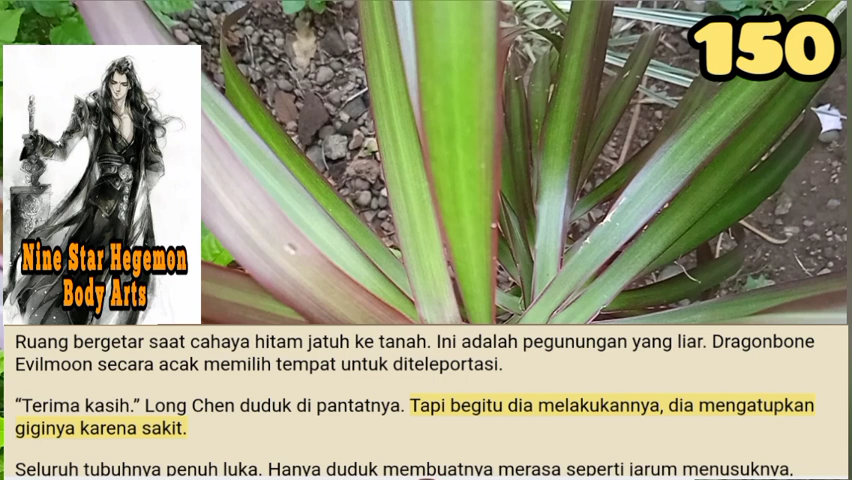 150
Nine Star Hegemon
Body Arts
Ruang bergetar saat cahaya hitam jatuh ke tanah. Ini adalah pegunungan yang liar. Dragonbone
Evilmoon secara acak memilih tempat untuk diteleportasi.
“Terima kasih.” Long Chen duduk di pantatnya. Tapi begitu dia melakukannya, dia mengatupkan
giginya karena sakit.
Seluruh tubuhnya penuh luka. Hanya duduk membuatnya merasa seperti jarum menusuknya,